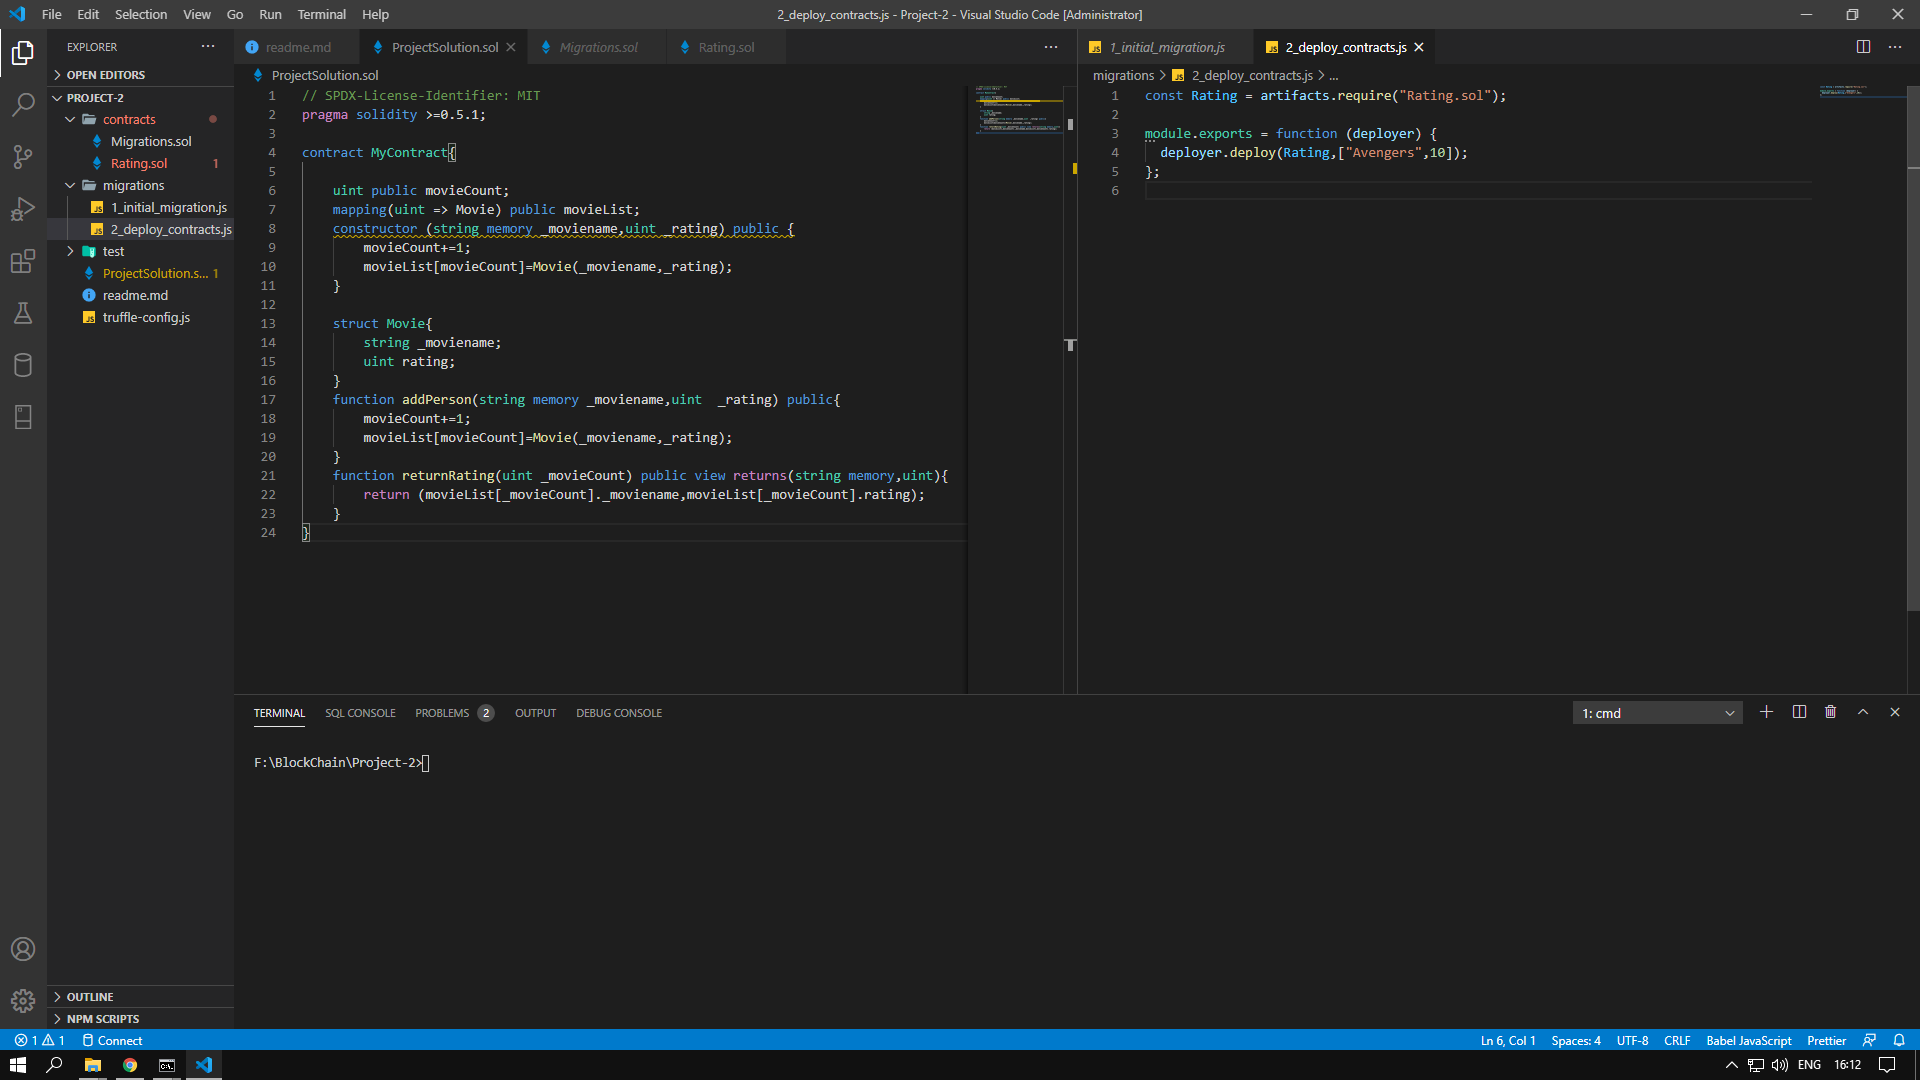 File Edit Selection View Go Run Terminal Help
2_deploy_contracts.js - Project-2 - Visual Studio Code [Administrator]
EXPLORER
OPEN EDITORS
PROJECT-2
contracts
Migrations.sol
Rating.sol 1
migrations
1_initial_migration.js
2_deploy_contracts.js
test
ProjectSolution.s... 1
readme.md
truffle-config.js
OUTLINE
NPM SCRIPTS
readme.md ProjectSolution.sol Migrations.sol Rating.sol
ProjectSolution.sol
1 // SPDX-License-Identifier: MIT
2 pragma solidity >=0.5.1;
3
4 contract MyContract{
5
6 uint public movieCount;
7 mapping(uint => Movie) public movieList;
8 constructor (string memory _moviename,uint _rating) public {
9 movieCount+=1;
10 movieList[movieCount]=Movie(_moviename,_rating);
11 }
12
13 struct Movie{
14 string _moviename;
15 uint rating;
16 }
17 function addPerson(string memory _moviename,uint  _rating) public{
18 movieCount+=1;
19 movieList[movieCount]=Movie(_moviename,_rating);
20 }
21 function returnRating(uint _movieCount) public view returns(string memory,uint){
22 return (movieList[_movieCount]._moviename,movieList[_movieCount].rating);
23 }
24 }
1_initial_migration.js 2_deploy_contracts.js
migrations > 2_deploy_contracts.js > ...
1 const Rating = artifacts.require("Rating.sol");
2
3 module.exports = function (deployer) {
4 deployer.deploy(Rating,["Avengers",10]);
5 };
6
TERMINAL SQL CONSOLE PROBLEMS 2 OUTPUT DEBUG CONSOLE
1: cmd
F:\BlockChain\Project-2>
1 1 Connect
Ln 6, Col 1 Spaces: 4 UTF-8 CRLF Babel JavaScript Prettier
ENG 16:12